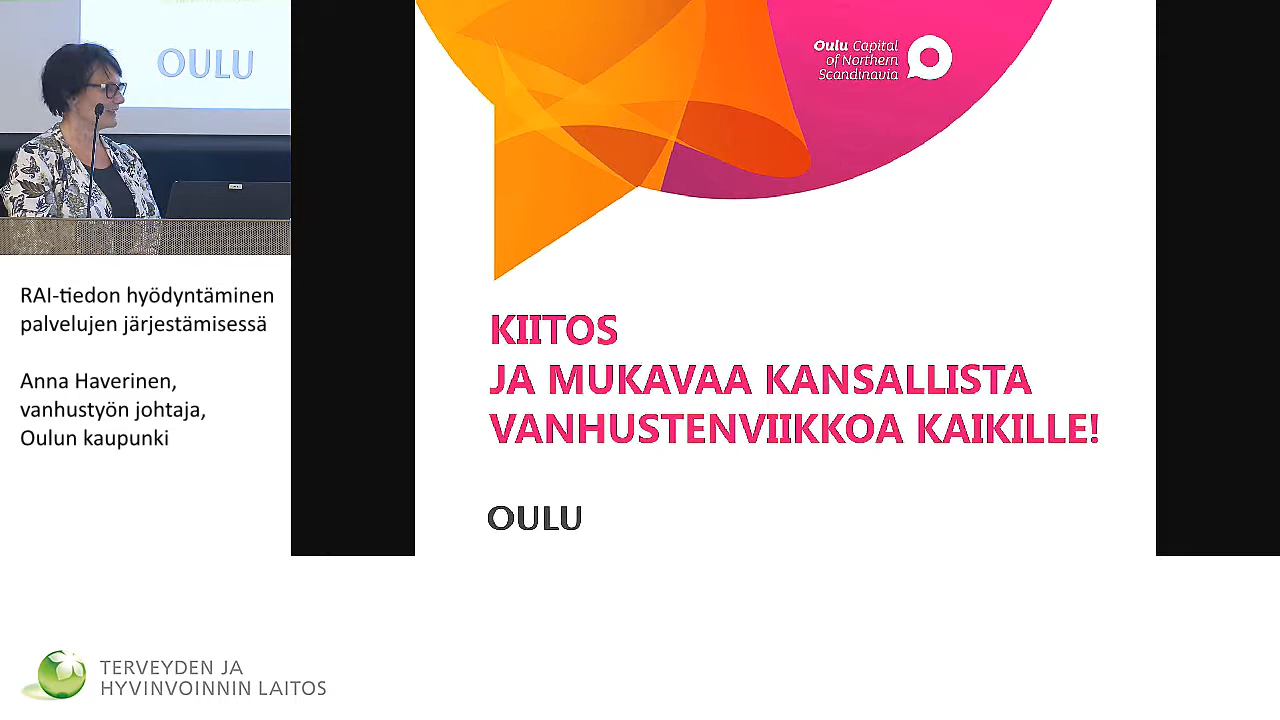 OULU
RAI-tiedon hyödyntäminen
palvelujen järjestämisessä
Anna Haverinen,
vanhustyön johtaja,
Oulun kaupunki
Oulu Capital
of Northern
Scandinavia
KIITOS
JA MUKAVAA KANSALLISTA
VANHUSTENVIIKKOA KAIKILLE!
OULU
TERVEYDEN JA
HYVINVOINNIN LAITOS